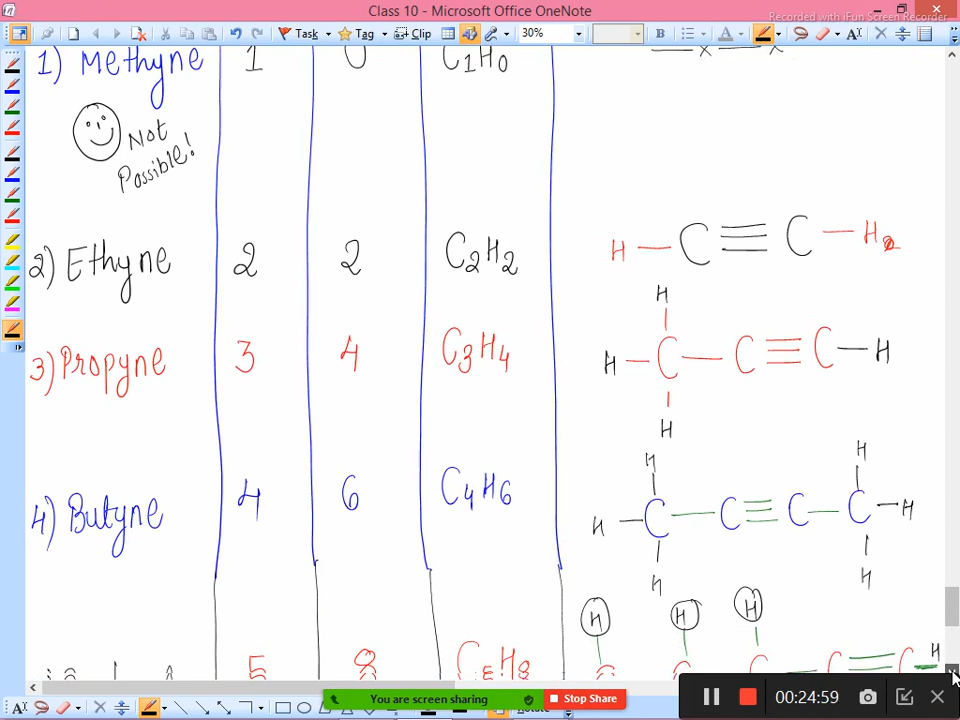 Class 10 - Microsoft Office OneNote
Recorded with iFun Screen Recorder
Task Tag Clip 30% B A
1) Methyne 1 0 C1H0 x x
Not
Possible!
2) Ethyne 2 2 C2H2 H C C H
H
3) Propyne 3 4 C3H4 H C C C H
H
H H
4) Butyne 4 6 C4H6 H C C C C H
H H
H H H
5 8 C5H8 C C C C C H
You are screen sharing Stop Share
00:24:59